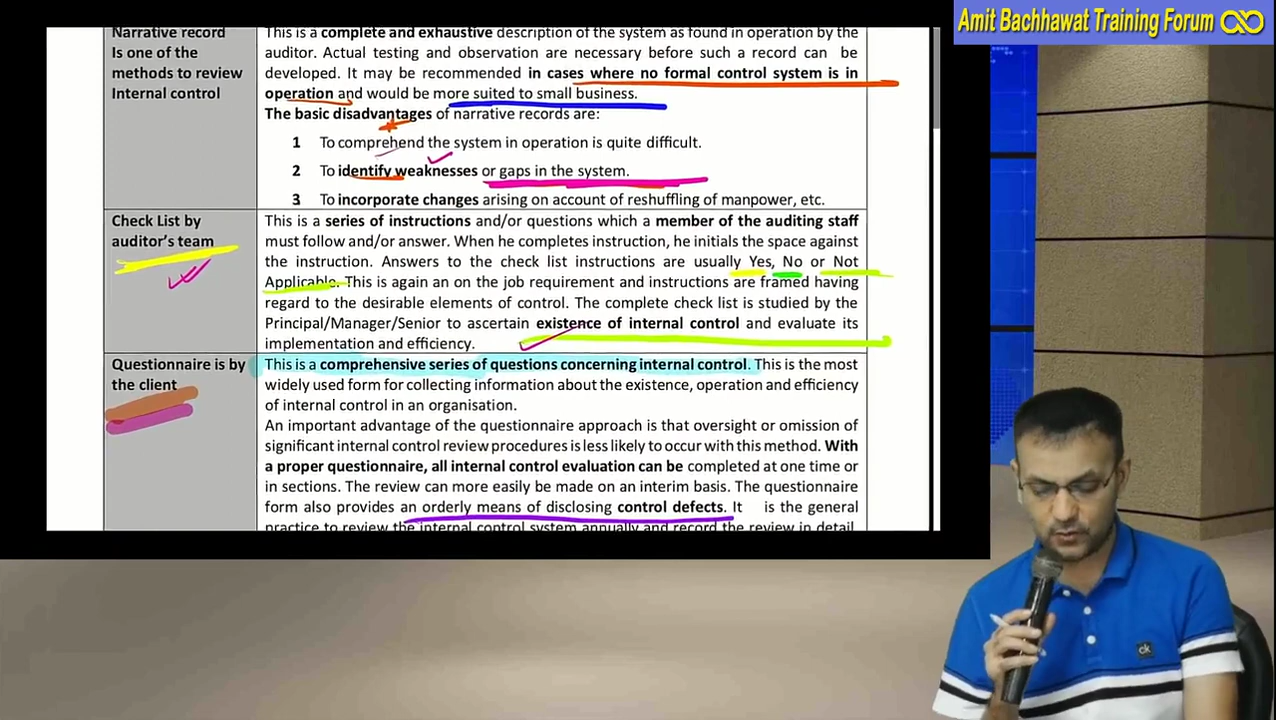 Amit Bachhawat Training Forum
Narrative record
Is one of the
methods to review
Internal control
This is a complete and exhaustive description of the system as found in operation by the
auditor. Actual testing and observation are necessary before such a record can be
developed. It may be recommended in cases where no formal control system is in
operation and would be more suited to small business.
The basic disadvantages of narrative records are:
1 To comprehend the system in operation is quite difficult.
2 To identify weaknesses or gaps in the system.
3 To incorporate changes arising on account of reshuffling of manpower, etc.
Check List by
auditor's team
This is a series of instructions and/or questions which a member of the auditing staff
must follow and/or answer. When he completes instruction, he initials the space against
the instruction. Answers to the check list instructions are usually Yes, No or Not
Applicable. This is again an on the job requirement and instructions are framed having
regard to the desirable elements of control. The complete check list is studied by the
Principal/Manager/Senior to ascertain existence of internal control and evaluate its
implementation and efficiency.
Questionnaire is by
the client
This is a comprehensive series of questions concerning internal control. This is the most
widely used form for collecting information about the existence, operation and efficiency
of internal control in an organisation.
An important advantage of the questionnaire approach is that oversight or omission of
significant internal control review procedures is less likely to occur with this method. With
a proper questionnaire, all internal control evaluation can be completed at one time or
in sections. The review can more easily be made on an interim basis. The questionnaire
form also provides an orderly means of disclosing control defects. It is the general
practice to review the internal control system annually and record the review in detail.
ck